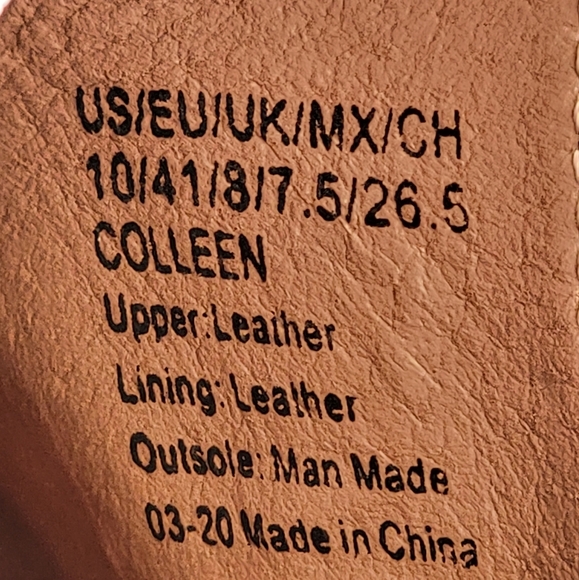 US/EU/UK/MX/CH
10/41/8/7.5/26.5
COLLEEN
Upper:Leather
Lining: Leather
Outsole: Man Made
03-20 Made in China